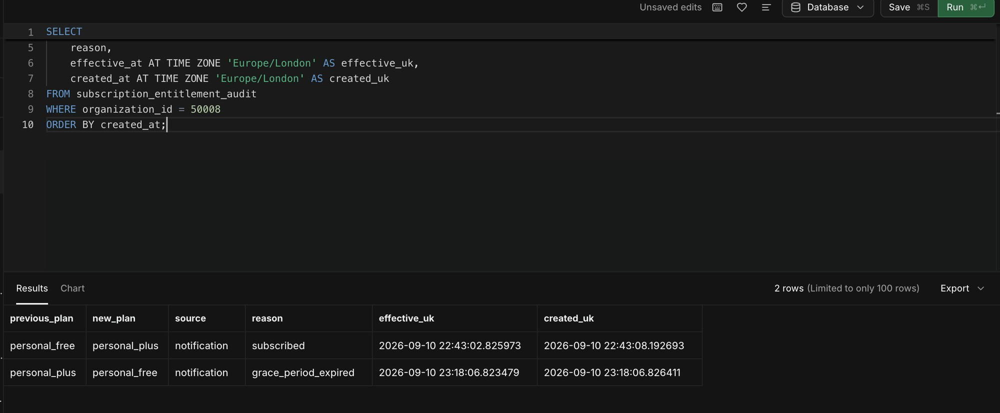 Unsaved edits Database Save ⌘S Run ⌘↵
1 SELECT
5 reason,
6 effective_at AT TIME ZONE 'Europe/London' AS effective_uk,
7 created_at AT TIME ZONE 'Europe/London' AS created_uk
8 FROM subscription_entitlement_audit
9 WHERE organization_id = 50008
10 ORDER BY created_at;
Results Chart 2 rows (Limited to only 100 rows) Export
previous_plan new_plan source reason effective_uk created_uk
personal_free personal_plus notification subscribed 2026-09-10 22:43:02.825973 2026-09-10 22:43:08.192693
personal_plus personal_free notification grace_period_expired 2026-09-10 23:18:06.823479 2026-09-10 23:18:06.826411